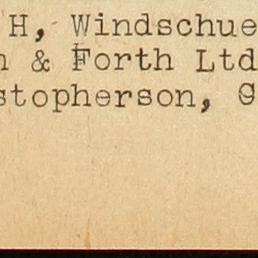 H, Windschue
n & Forth Ltd
stopherson, G